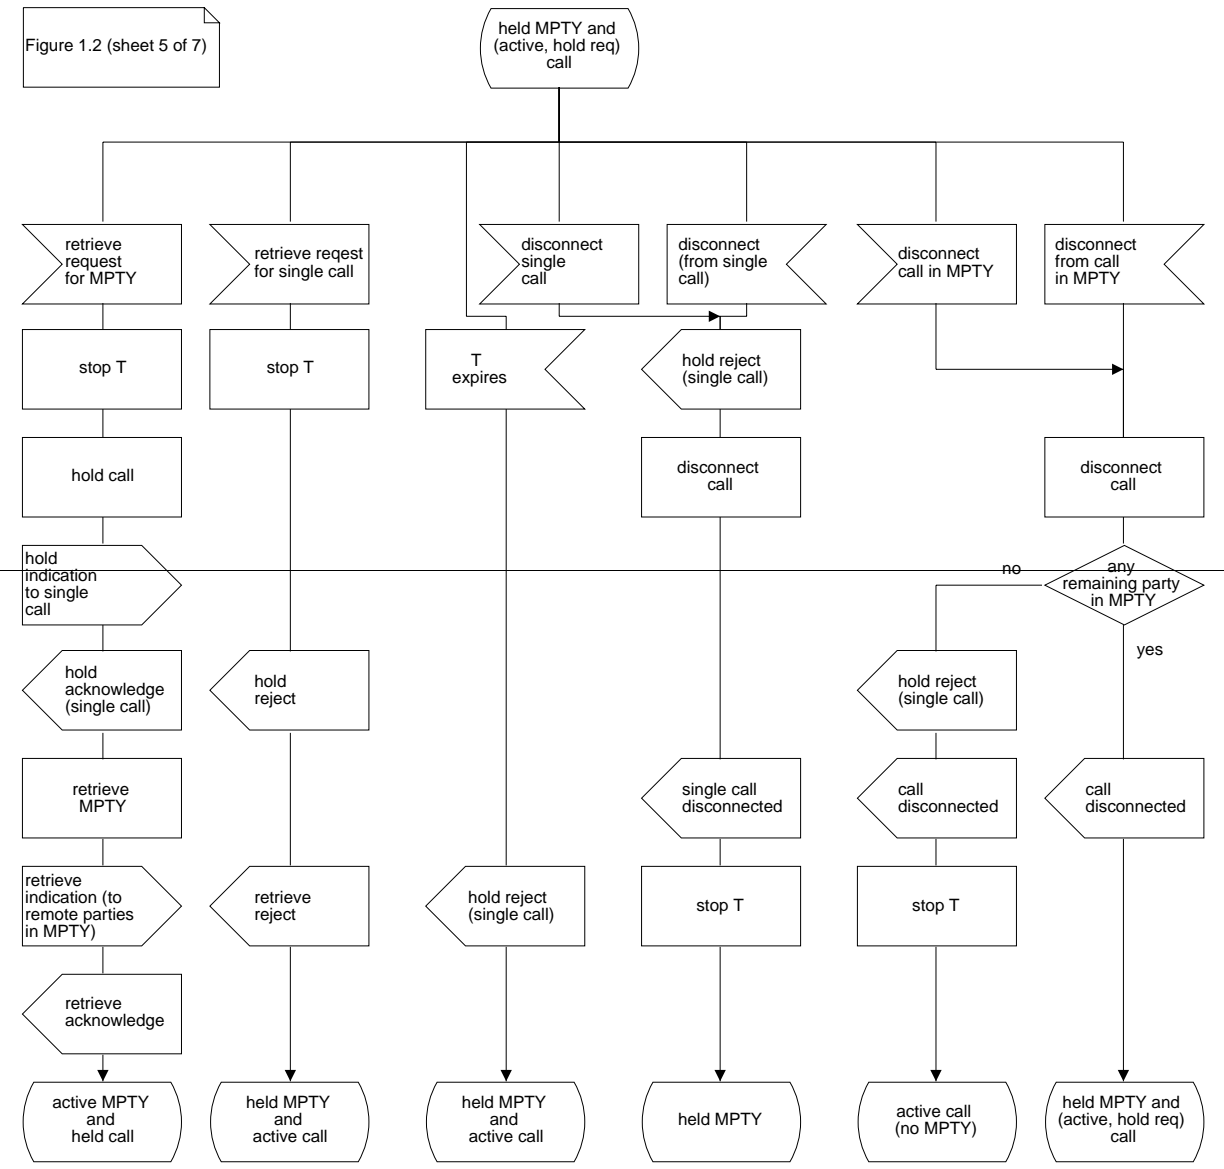 Figure 1.2 (sheet 5 of 7)
held MPTY and
(active, hold req)
call
retrieve
request
for MPTY
retrieve reqest
for single call
disconnect
single
call
disconnect
(from single
call)
disconnect
call in MPTY
disconnect
from call
in MPTY
stop T
stop T
T
expires
hold reject
(single call)
hold call
disconnect
call
disconnect
call
hold
indication
to single
call
no
any
remaining party
in MPTY
yes
hold
acknowledge
(single call)
hold
reject
hold reject
(single call)
retrieve
MPTY
single call
disconnected
call
disconnected
call
disconnected
retrieve
indication (to
remote parties
in MPTY)
retrieve
reject
hold reject
(single call)
stop T
stop T
retrieve
acknowledge
active MPTY
and
held call
held MPTY
and
active call
held MPTY
and
active call
held MPTY
active call
(no MPTY)
held MPTY and
(active, hold req)
call